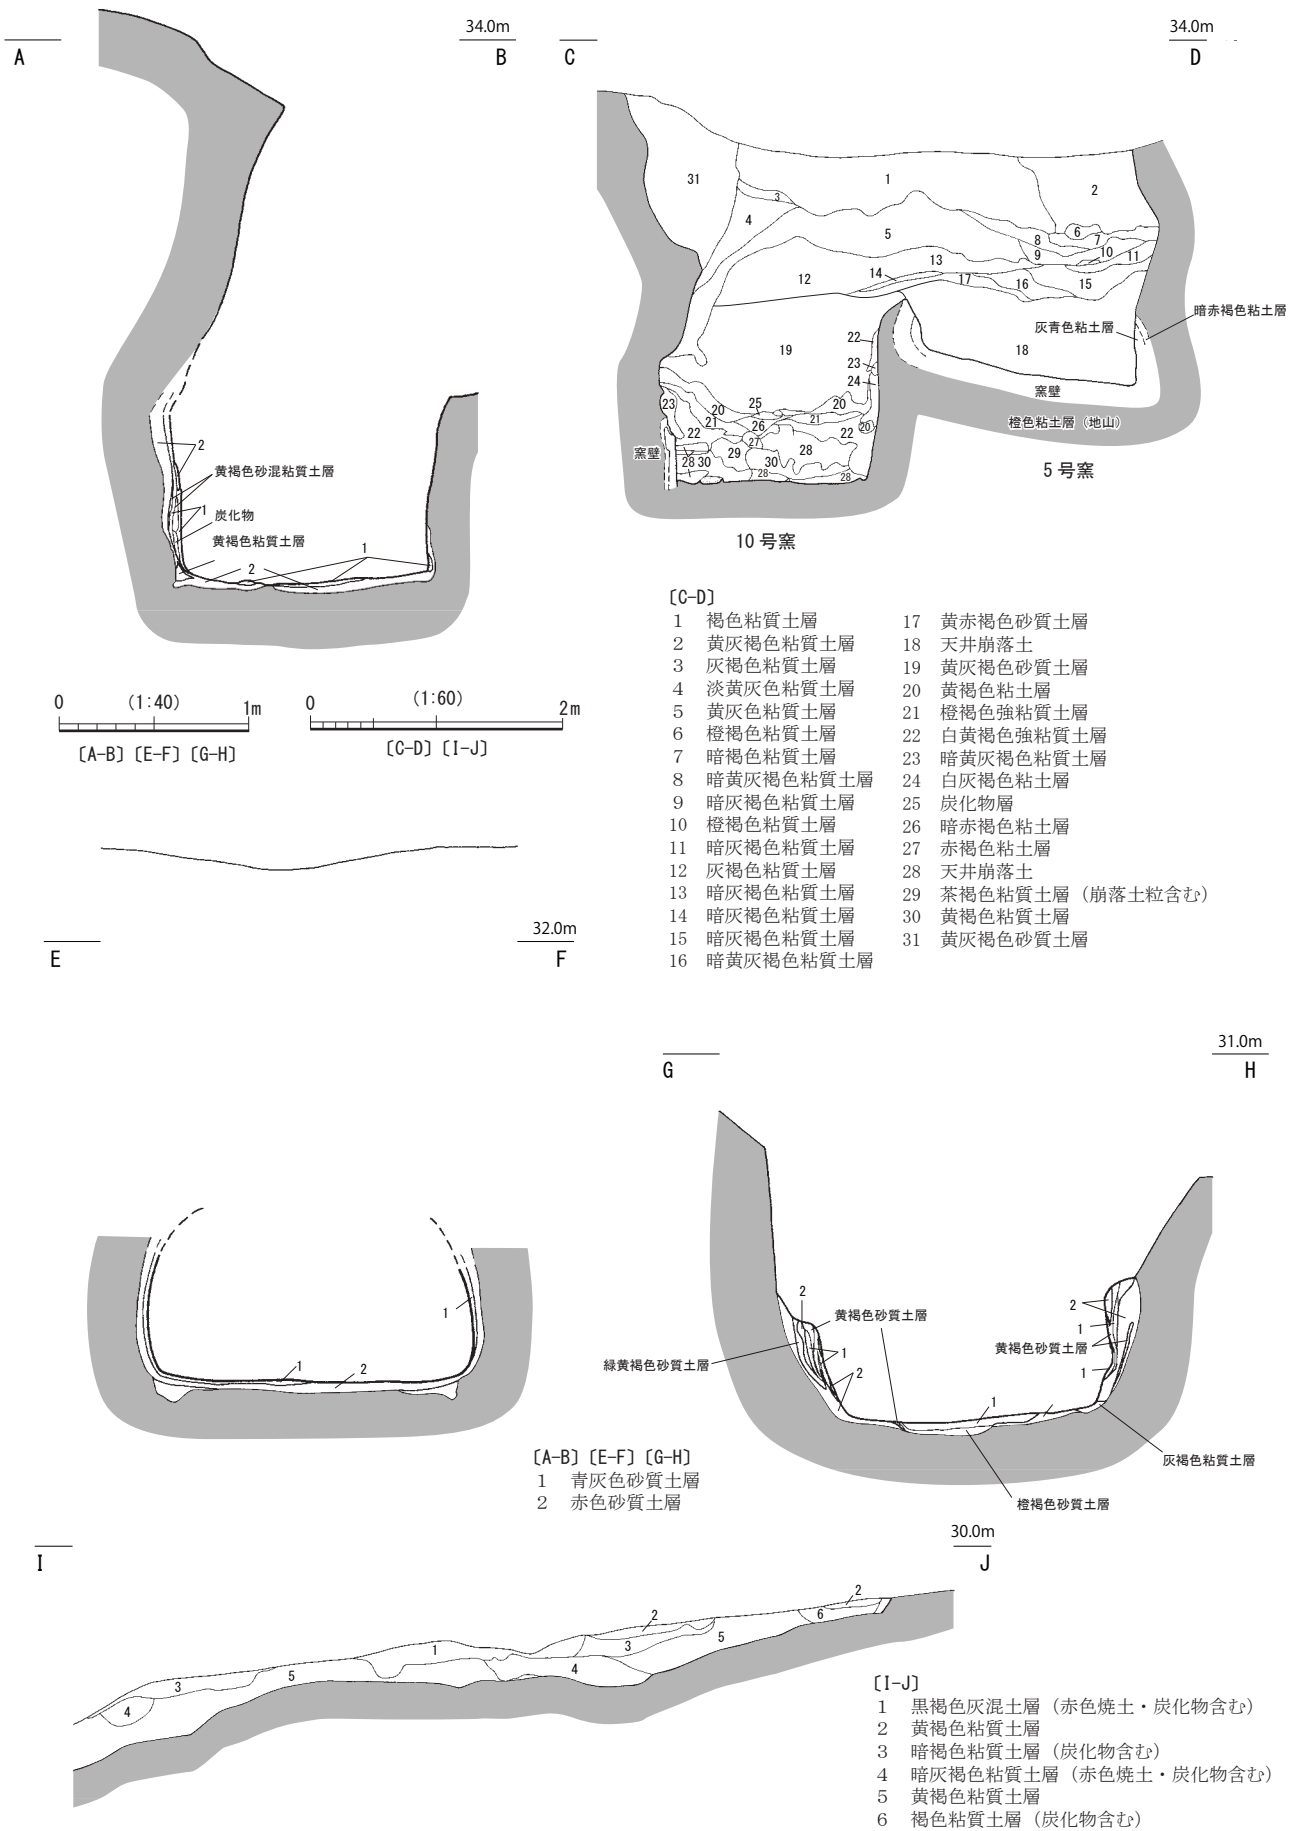 34.0m
A
B
2
黄褐色砂混粘質土層
1
炭化物
黄褐色粘質土層
2
1
34.0m
C
D
31
1
2
3
4
5
6
7
8
9
10
11
12
13
14
15
16
17
18
19
灰青色粘土層
暗赤褐色粘土層
窯壁
橙色粘土層（地山）
5号窯
22
23
24
25
20
20
23
21
21
26
20
22
27
22
29
28
窯壁
28
30
30
28
28
10号窯
0
（1:40）
1m
〔A-B〕〔E-F〕〔G-H〕
0
（1:60）
2m
〔C-D〕〔I-J〕
〔C-D〕
1 褐色粘質土層
2 黄灰褐色粘質土層
3 灰褐色粘質土層
4 淡黄灰色粘質土層
5 黄灰色粘質土層
6 橙褐色粘質土層
7 暗褐色粘質土層
8 暗黄灰褐色粘質土層
9 暗灰褐色粘質土層
10 橙褐色粘質土層
11 暗灰褐色粘質土層
12 灰褐色粘質土層
13 暗灰褐色粘質土層
14 暗灰褐色粘質土層
15 暗灰褐色粘質土層
16 暗黄灰褐色粘質土層
17 黄赤褐色砂質土層
18 天井崩落土
19 黄灰褐色砂質土層
20 黄褐色粘土層
21 橙褐色強粘質土層
22 白黄褐色強粘質土層
23 暗黄灰褐色粘質土層
24 白灰褐色粘土層
25 炭化物層
26 暗赤褐色粘土層
27 赤褐色粘土層
28 天井崩落土
29 茶褐色粘質土層（崩落土粒含む）
30 黄褐色粘質土層
31 黄灰褐色砂質土層
32.0m
E
F
1
1
2
31.0m
G
H
2
黄褐色砂質土層
1
緑黄褐色砂質土層
2
2
1
黄褐色砂質土層
1
1
灰褐色粘質土層
橙褐色砂質土層
〔A-B〕〔E-F〕〔G-H〕
1 青灰色砂質土層
2 赤色砂質土層
30.0m
I
J
2
6
2
3
5
1
4
5
3
4
〔I-J〕
1 黒褐色灰混土層（赤色焼土・炭化物含む）
2 黄褐色粘質土層
3 暗褐色粘質土層（炭化物含む）
4 暗灰褐色粘質土層（赤色焼土・炭化物含む）
5 黄褐色粘質土層
6 褐色粘質土層（炭化物含む）